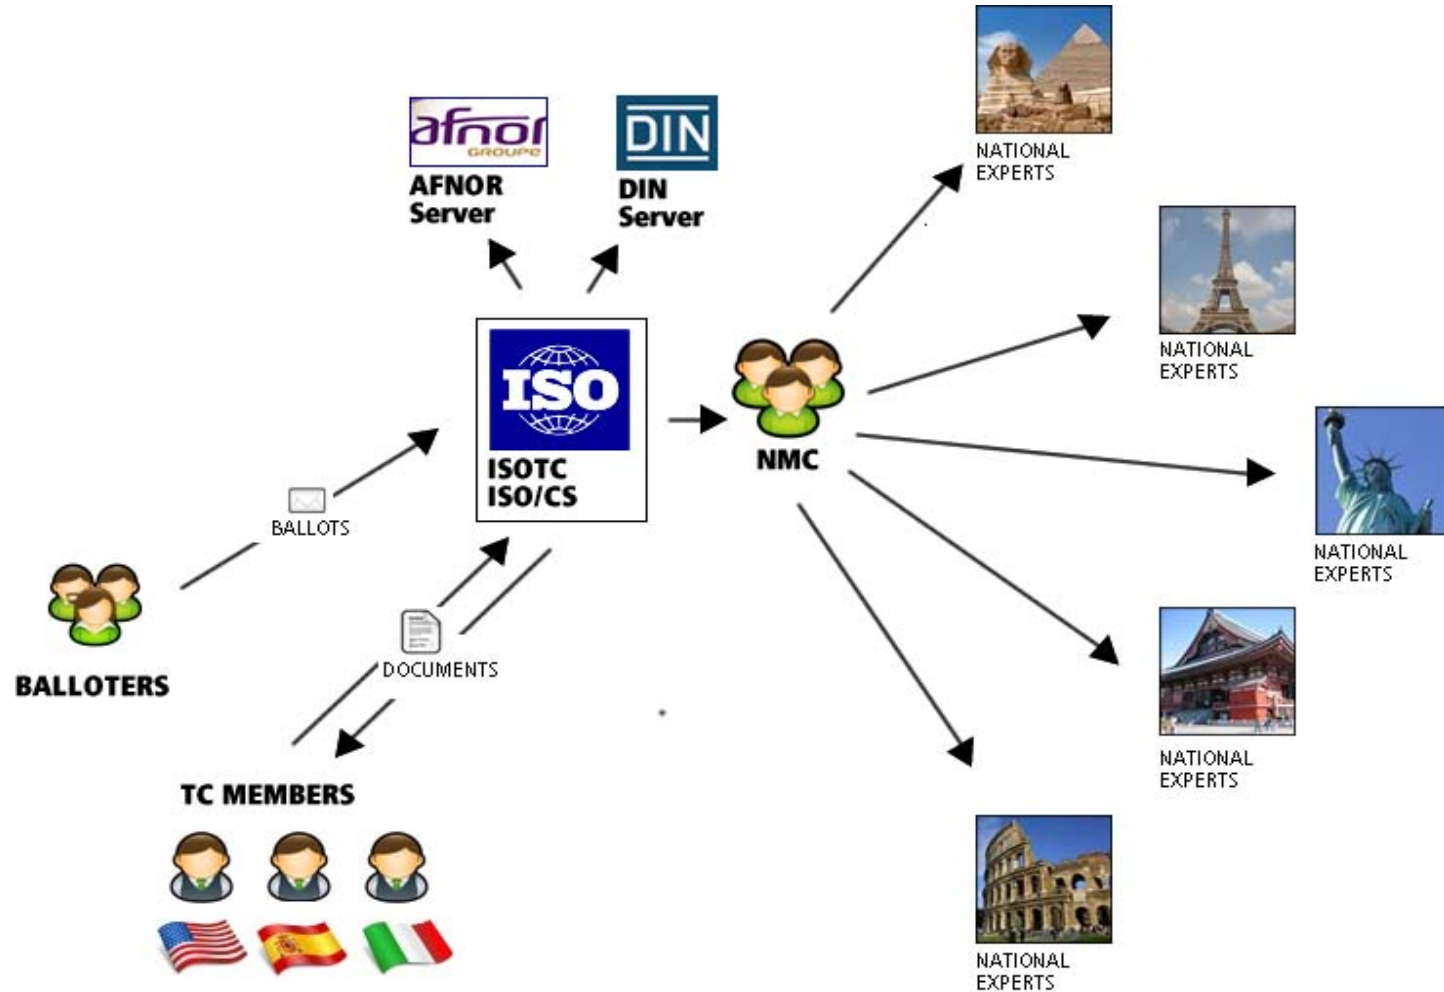 afnor
GROUPE
AFNOR
Server
DIN
DIN
Server
NATIONAL
EXPERTS
NATIONAL
EXPERTS
ISO
ISOTC
ISO/CS
NMC
NATIONAL
EXPERTS
BALLOTS
BALLOTERS
DOCUMENTS
NATIONAL
EXPERTS
TC MEMBERS
NATIONAL
EXPERTS